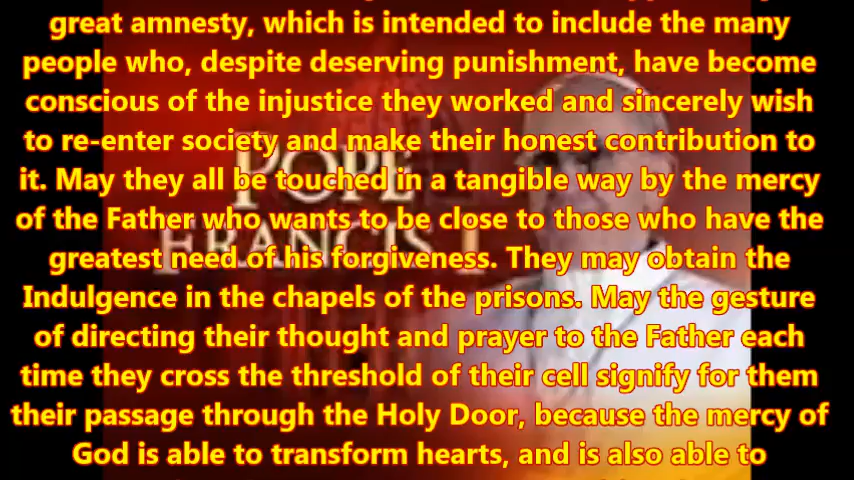 great amnesty, which is intended to include the many
people who, despite deserving punishment, have become
conscious of the injustice they worked and sincerely wish
to re-enter society and make their honest contribution to
it. May they all be touched in a tangible way by the mercy
of the Father who wants to be close to those who have the
greatest need of his forgiveness. They may obtain the
Indulgence in the chapels of the prisons. May the gesture
of directing their thought and prayer to the Father each
time they cross the threshold of their cell signify for them
their passage through the Holy Door, because the mercy of
God is able to transform hearts, and is also able to
POPE
FRANCIS I